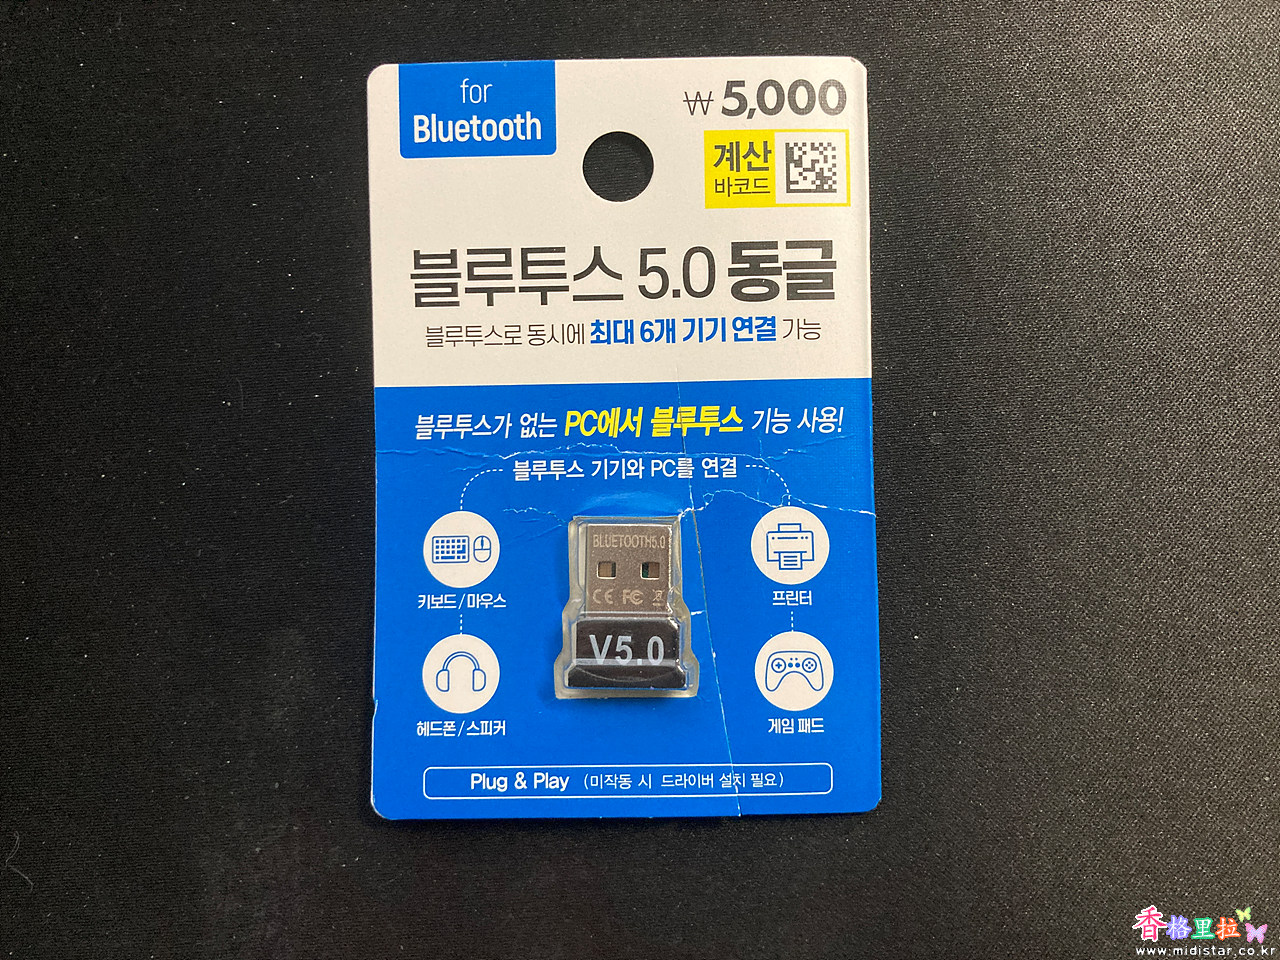 for
Bluetooth
₩ 5,000
계산
바코드
블루투스 5.0 동글
블루투스로 동시에 최대 6개 기기 연결 가능
블루투스가 없는 PC에서 블루투스 기능 사용!
블루투스 기기와 PC를 연결
BLUETOOTH5.0
CE FC
V5.0
키보드 / 마우스
프린터
헤드폰 / 스피커
게임 패드
Plug & Play (미작동 시 드라이버 설치 필요)
香格里拉
www.midistar.co.kr